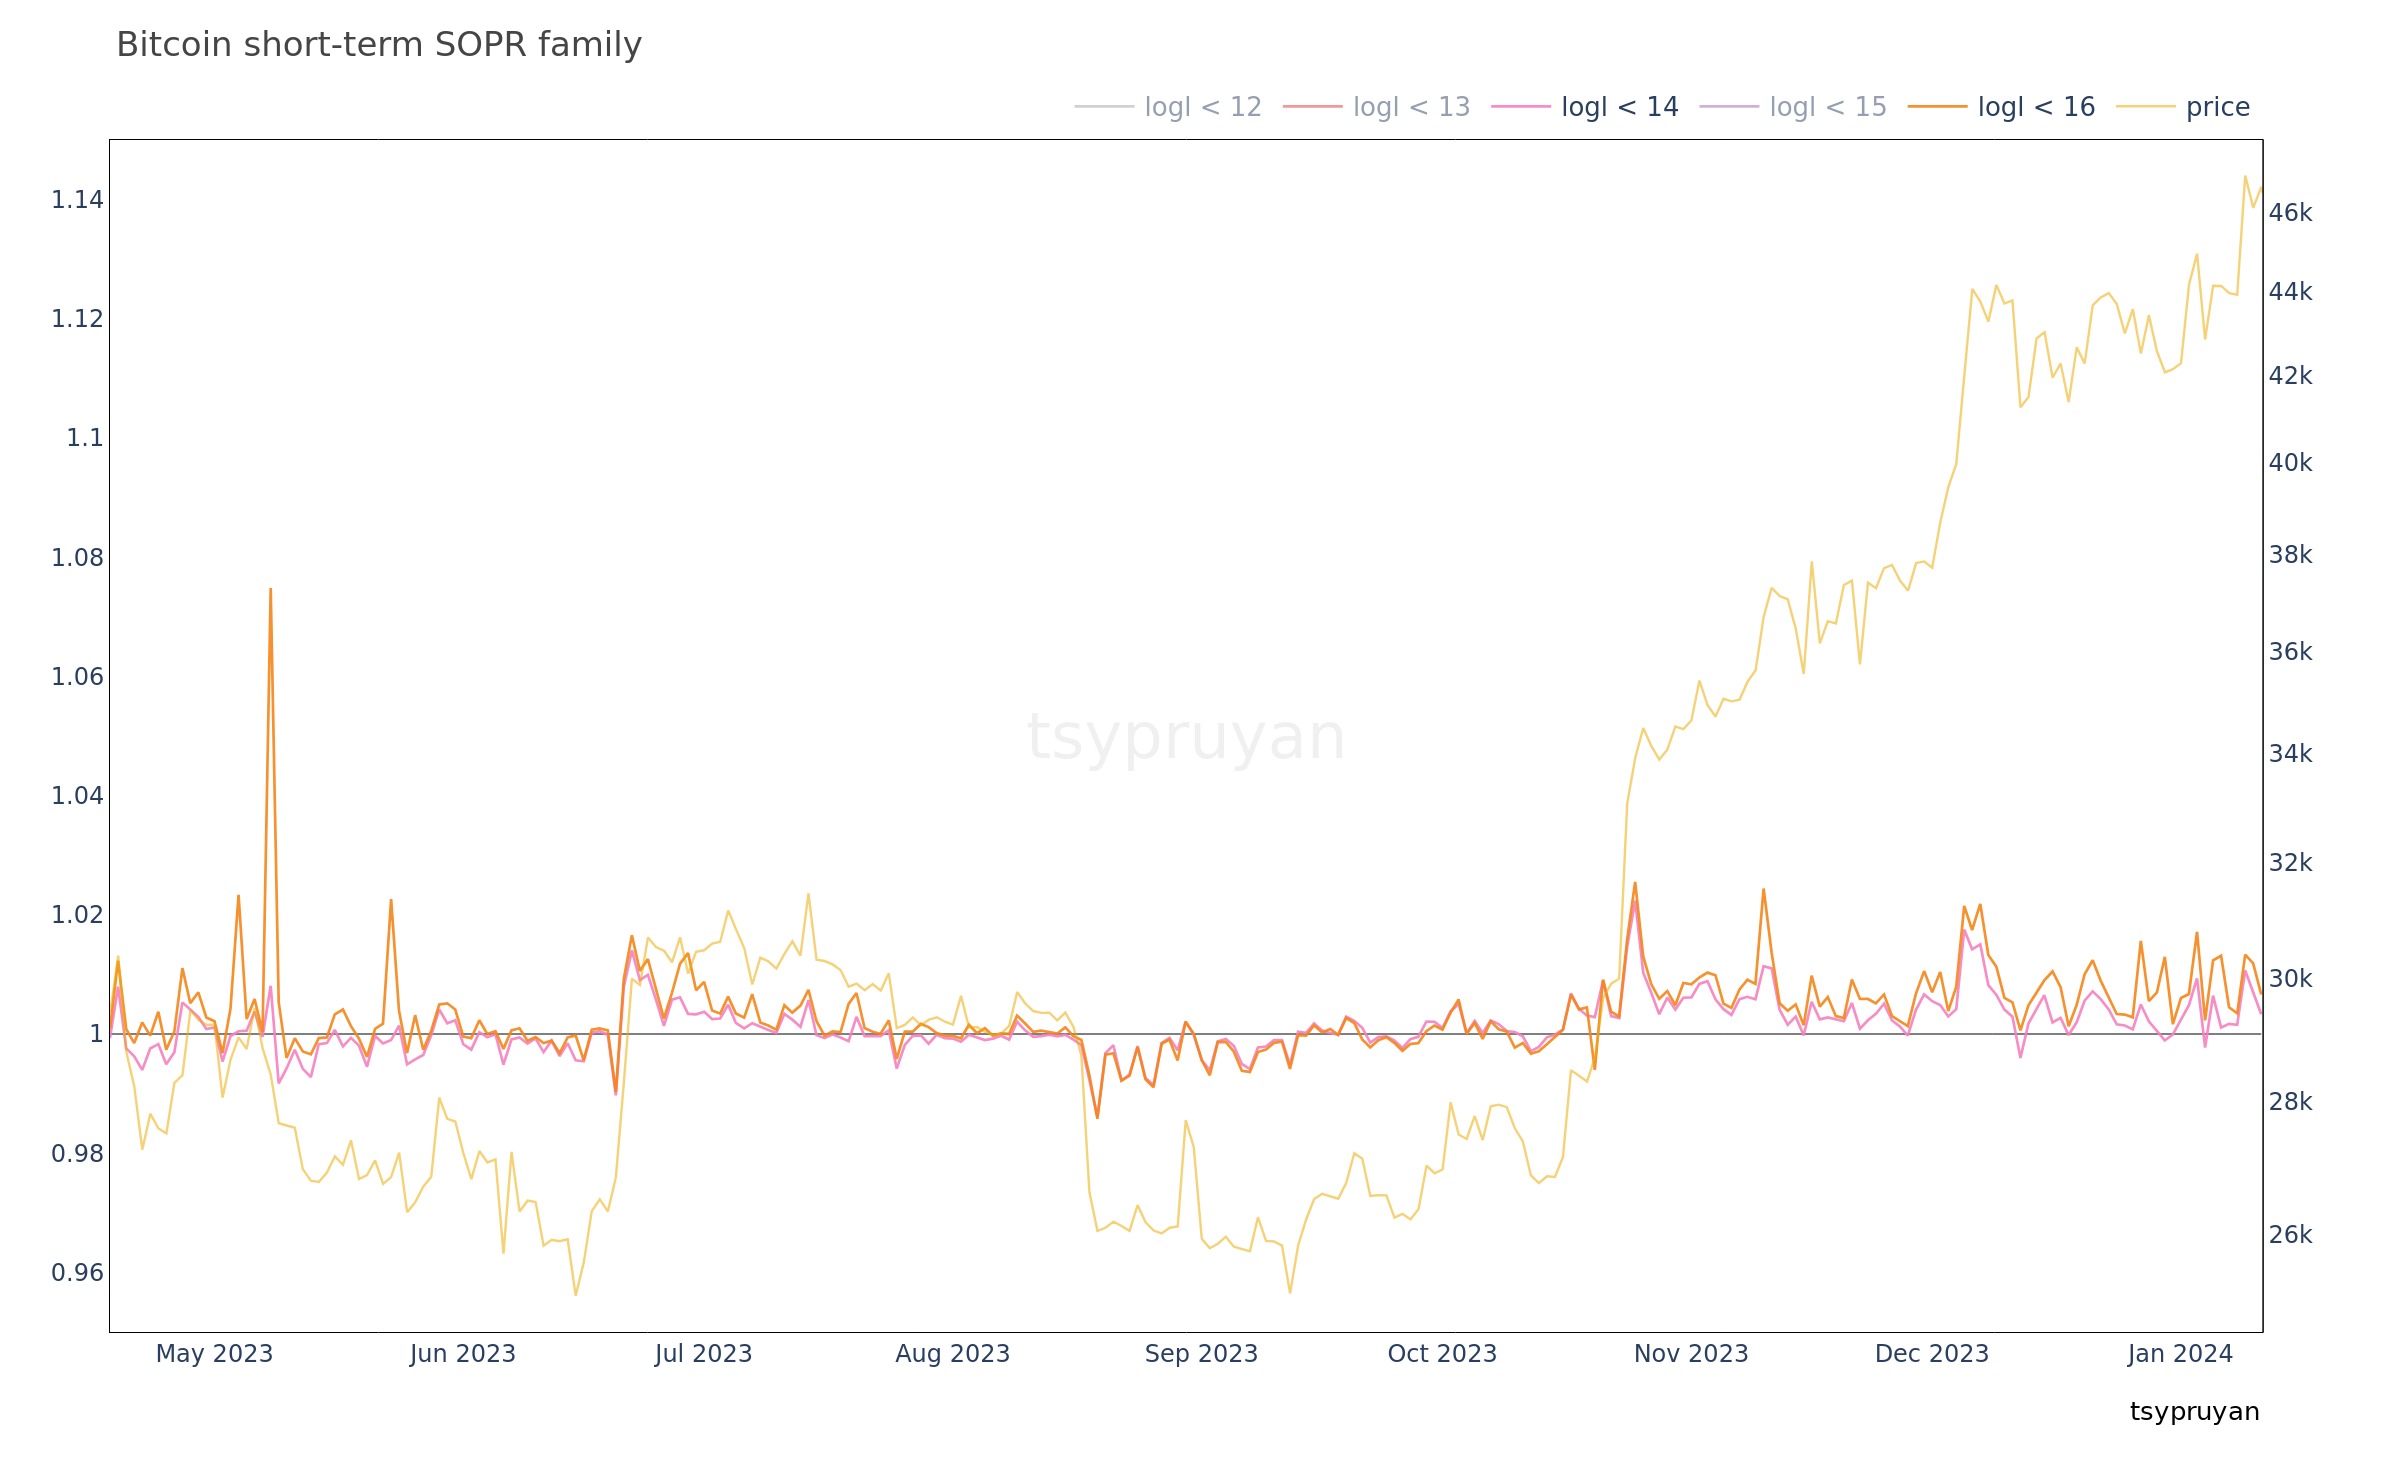 Bitcoin short-term SOPR family
logl < 12 logl < 13 logl < 14 logl < 15 logl < 16 price
1.14
46k
1.12
44k
42k
1.1
40k
1.08
38k
1.06
36k
tsypruyan
34k
1.04
32k
1.02
30k
1
28k
0.98
26k
0.96
May 2023 Jun 2023 Jul 2023 Aug 2023 Sep 2023 Oct 2023 Nov 2023 Dec 2023 Jan 2024
tsypruyan